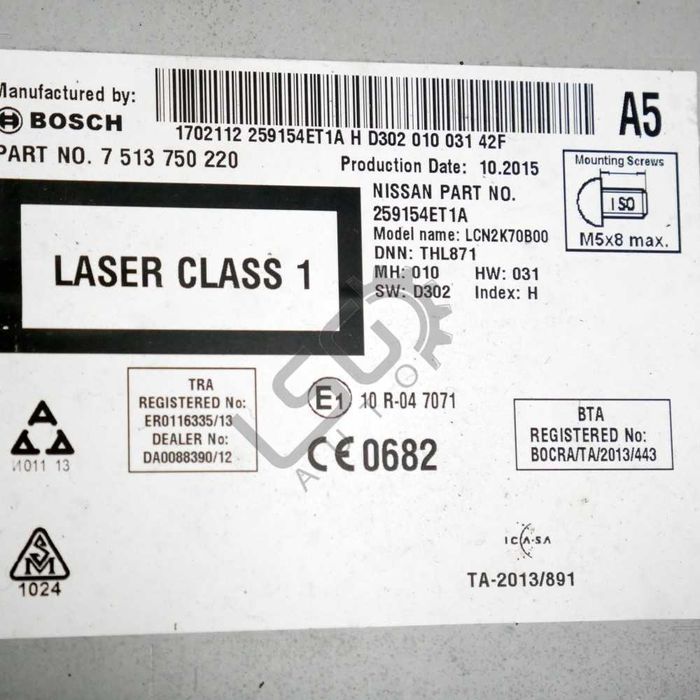 Manufactured by:
BOSCH
1702112 259154ET1A H D302 010 031 42F
A5
PART NO. 7 513 750 220
Production Date: 10.2015
NISSAN PART NO.
259154ET1A
Model name: LCN2K70B00
DNN: THL871
MH: 010 HW: 031
SW: D302 Index: H
Mounting Screws
ISO
M5x8 max.
LASER CLASS 1
TRA
REGISTERED No:
ER0116335/13
DEALER No:
DA0088390/12
E1 10 R-04 7071
CE 0682
BTA
REGISTERED No:
BOCRA/TA/2013/443
LSG
AUTO
SM
1024
ICASA
TA-2013/891